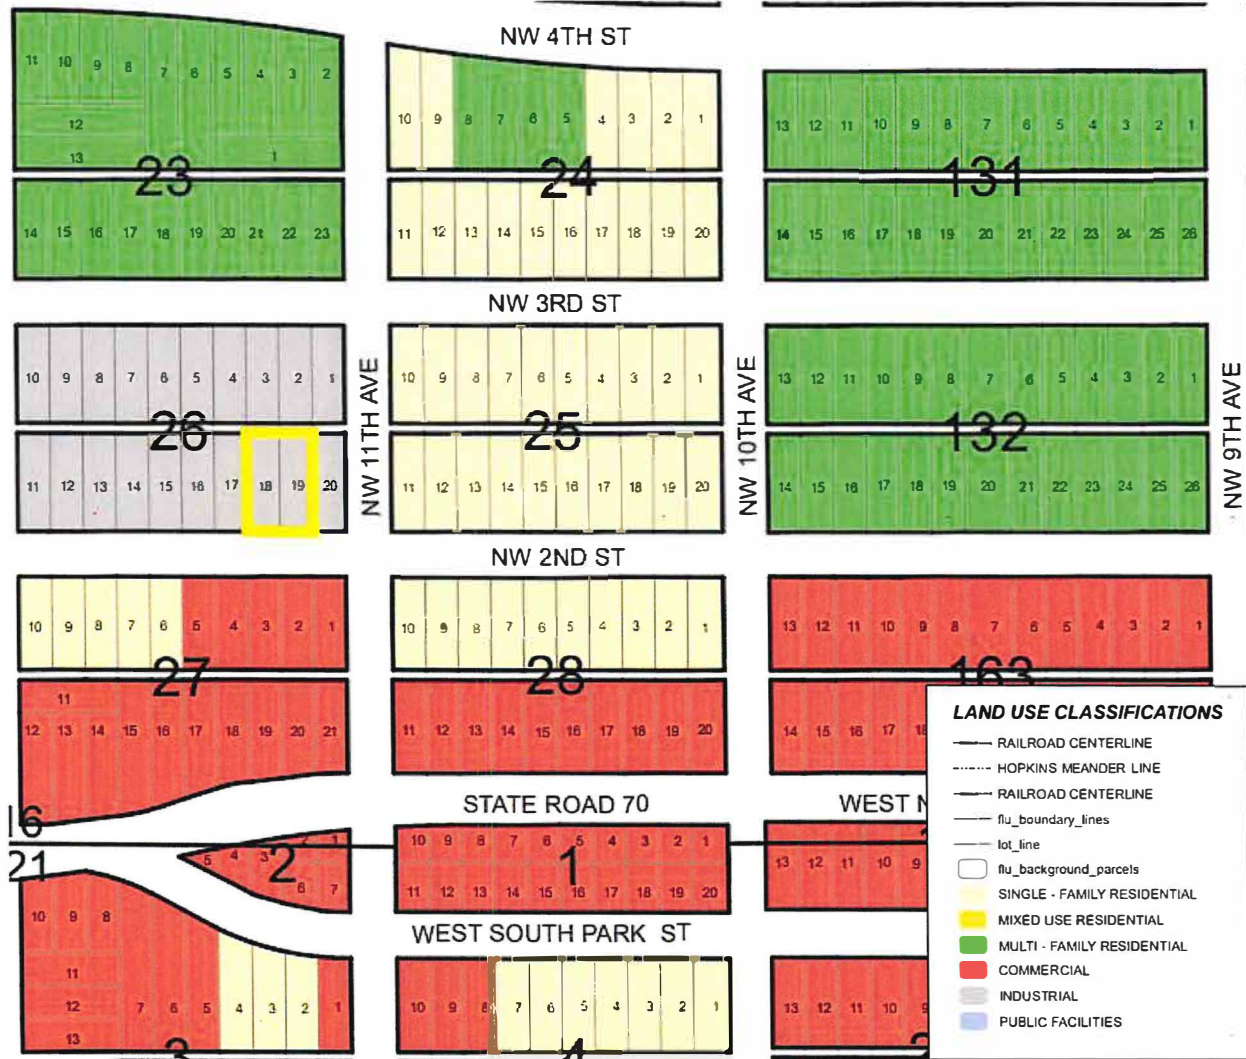 NW 4TH ST
11 10 9 8 7 6 5 4 3 2
12
13 1
23
14 15 16 17 18 19 20 21 22 23
10 9 8 7 6 5 4 3 2 1
24
11 12 13 14 15 16 17 18 19 20
13 12 11 10 9 8 7 6 5 4 3 2 1
131
14 15 16 17 18 19 20 21 22 23 24 25 26
NW 3RD ST
10 9 8 7 6 5 4 3 2 1
26
11 12 13 14 15 16 17 18 19 20
NW 11TH AVE
10 9 8 7 6 5 4 3 2 1
25
11 12 13 14 15 16 17 18 19 20
NW 10TH AVE
13 12 11 10 9 8 7 6 5 4 3 2 1
132
14 15 16 17 18 19 20 21 22 23 24 25 26
NW 9TH AVE
NW 2ND ST
10 9 8 7 6 5 4 3 2 1
27
11
12 13 14 15 16 17 18 19 20 21
10 9 8 7 6 5 4 3 2 1
28
11 12 13 14 15 16 17 18 19 20
13 12 11 10 9 8 7 6 5 4 3 2 1
163
14 15 16 17 18
STATE ROAD 70
WEST N
16
21
5 4 3 2 1
2
6 7
10 9 8 7 6 5 4 3 2 1
1
11 12 13 14 15 16 17 18 19 20
13 12 11 10 9
WEST SOUTH PARK ST
10 9 8
11
12 7 6 5 4 3 2 1
13
3
10 9 8 7 6 5 4 3 2 1
4
13 12 11 10 9
LAND USE CLASSIFICATIONS
RAILROAD CENTERLINE
HOPKINS MEANDER LINE
RAILROAD CENTERLINE
flu_boundary_lines
lot_line
flu_background_parcels
SINGLE - FAMILY RESIDENTIAL
MIXED USE RESIDENTIAL
MULTI - FAMILY RESIDENTIAL
COMMERCIAL
INDUSTRIAL
PUBLIC FACILITIES